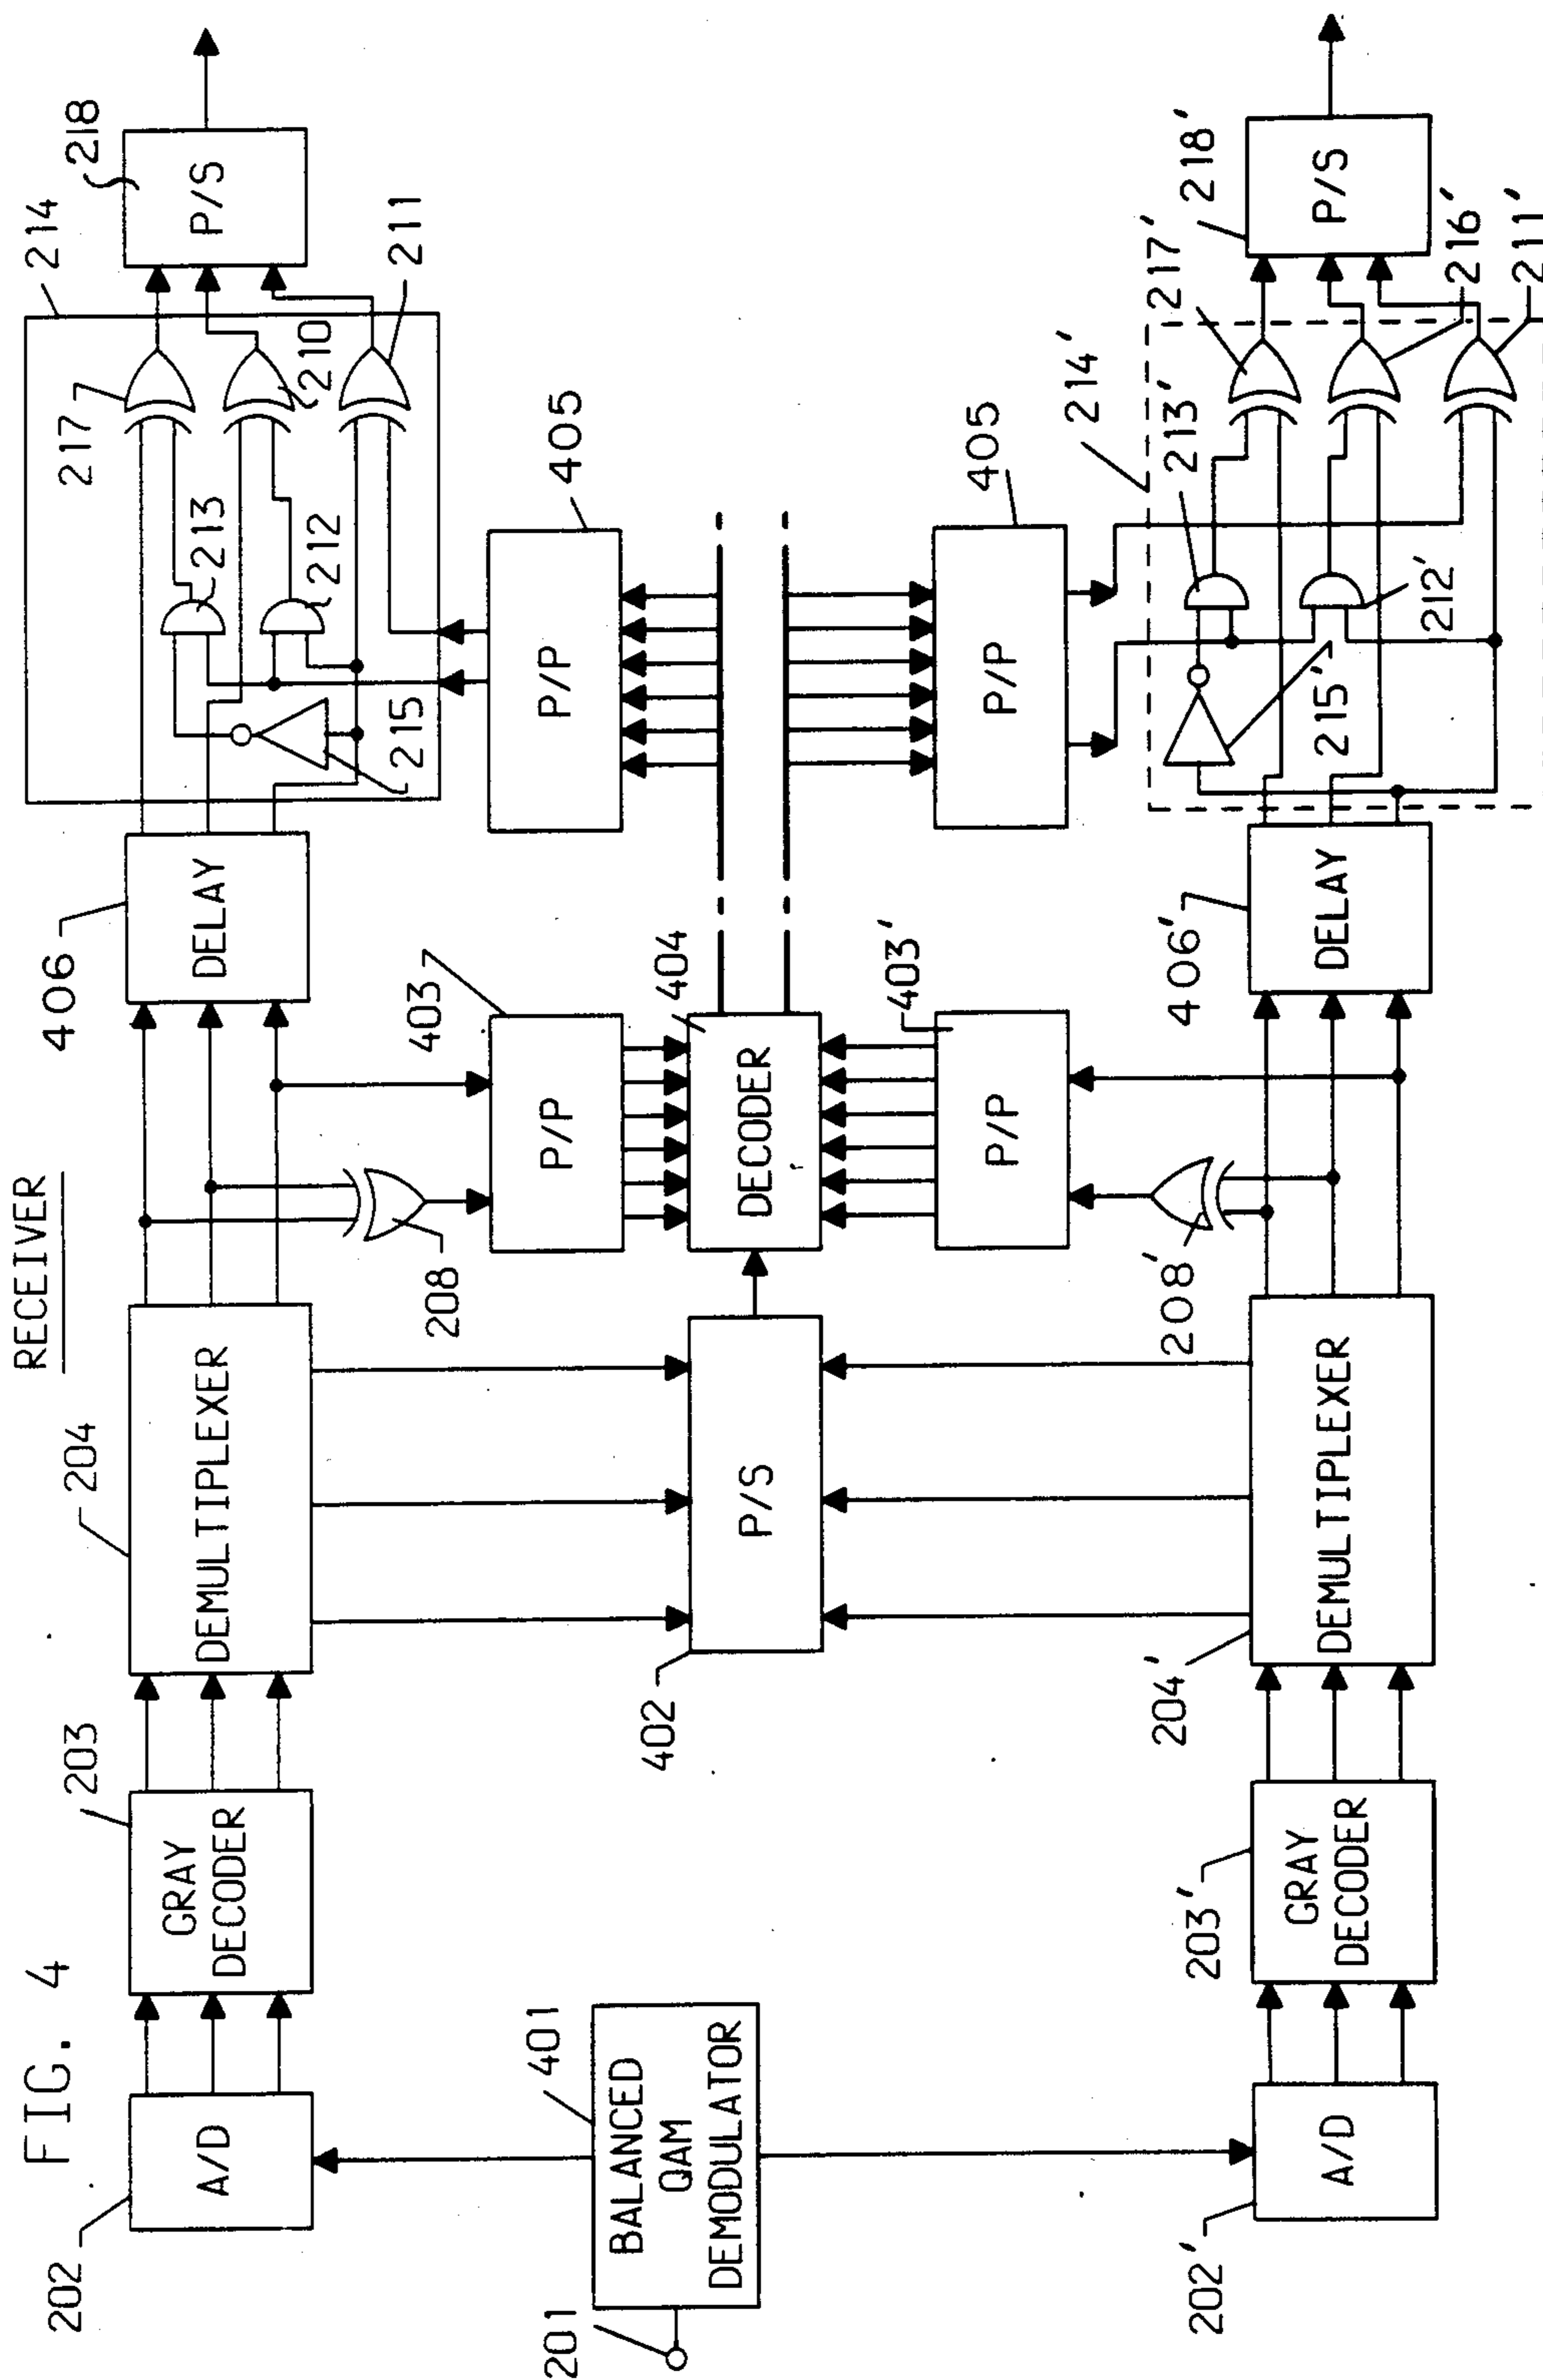 FIG. 4
RECEIVER
202
A/D
203
GRAY
DECODER
204
DEMULTIPLEXER
406
DELAY
214
217
213
210
212
211
215
218
P/S
208
403
P/P
405
P/P
201
BALANCED
QAM
DEMODULATOR
401
402
P/S
DECODER
404
403'
P/P
405
P/P
208'
202'
A/D
203'
GRAY
DECODER
204'
DEMULTIPLEXER
406'
DELAY
214'
213'
217'
218'
P/S
215'
212'
216'
211'